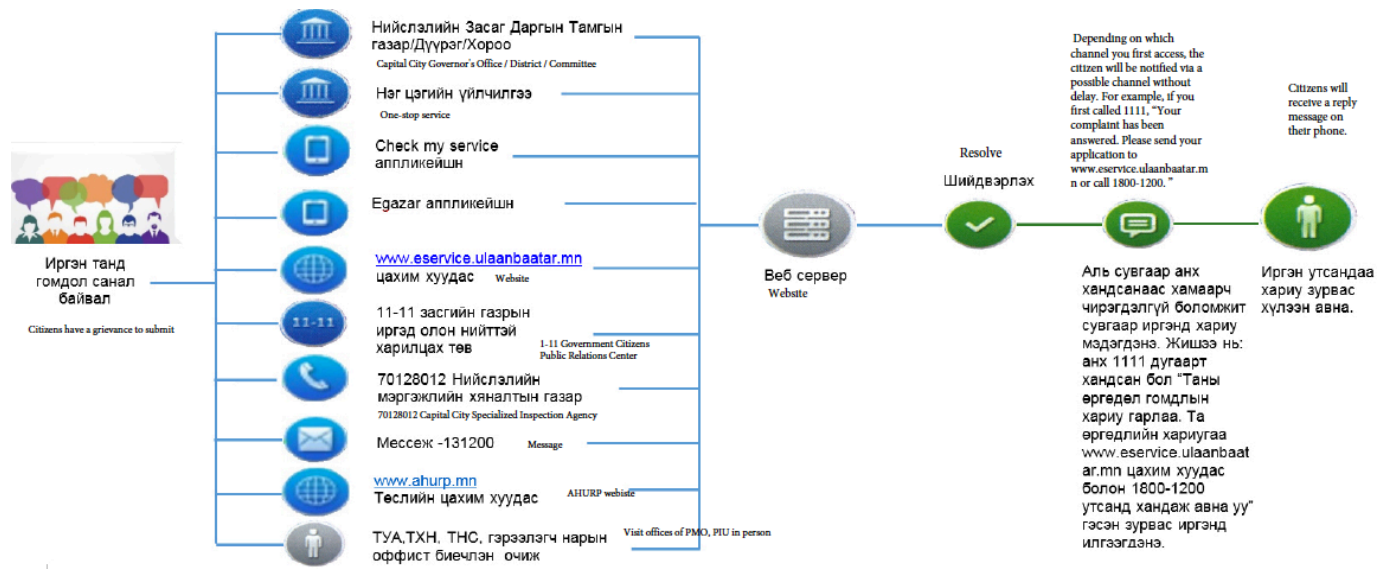 Иргэн танд
гомдол санал
байвал
Citizens have a grievance to submit
Нийслэлийн Засаг Даргын Тамгын
газар/Дүүрэг/Хороо
Capital City Governor's Office / District / Committee
Нэг цэгийн үйлчилгээ
One-stop service
Check my service
аппликейшн
Egazar аппликейшн
www.eservice.ulaanbaatar.mn
цахим хуудас Website
11-11
11-11 засгийн газрын
иргэд олон нийттэй
харилцах төв
1-11 Government Citizens
Public Relations Center
70128012 Нийслэлийн
мэргэжлийн хяналтын газар
70128012 Capital City Specialized Inspection Agency
Мессеж -131200 Message
www.ahurp.mn
Төслийн цахим хуудас AHURP webiste
ТУА,ТХН, ТНС, гэрээлэгч нарын
оффист биечлэн очиж
Visit offices of PMO, PIU in person
Веб сервер
Website
Resolve
Шийдвэрлэх
Depending on which
channel you first access, the
citizen will be notified via a
possible channel without
delay. For example, if you
first called 1111, “Your
complaint has been
answered. Please send your
application to
www.eservice.ulaanbaatar.m
n or call 1800-1200. ”
Аль сувгаар анх
хандсанаас хамаарч
чирэгдэлгүй боломжит
сувгаар иргэнд хариу
мэдэгдэнэ. Жишээ нь:
анх 1111 дугаарт
хандсан бол “Таны
өргөдөл гомдлын
хариу гарлаа. Та
өргөдлийн хариугаа
www.eservice.ulaanbaat
ar.mn цахим хуудас
болон 1800-1200
утсанд хандаж авна уу”
гэсэн зурвас иргэнд
илгээгдэнэ.
Citizens will
receive a reply
message on
their phone.
Иргэн утсандаа
хариу зурвас
хүлээн авна.